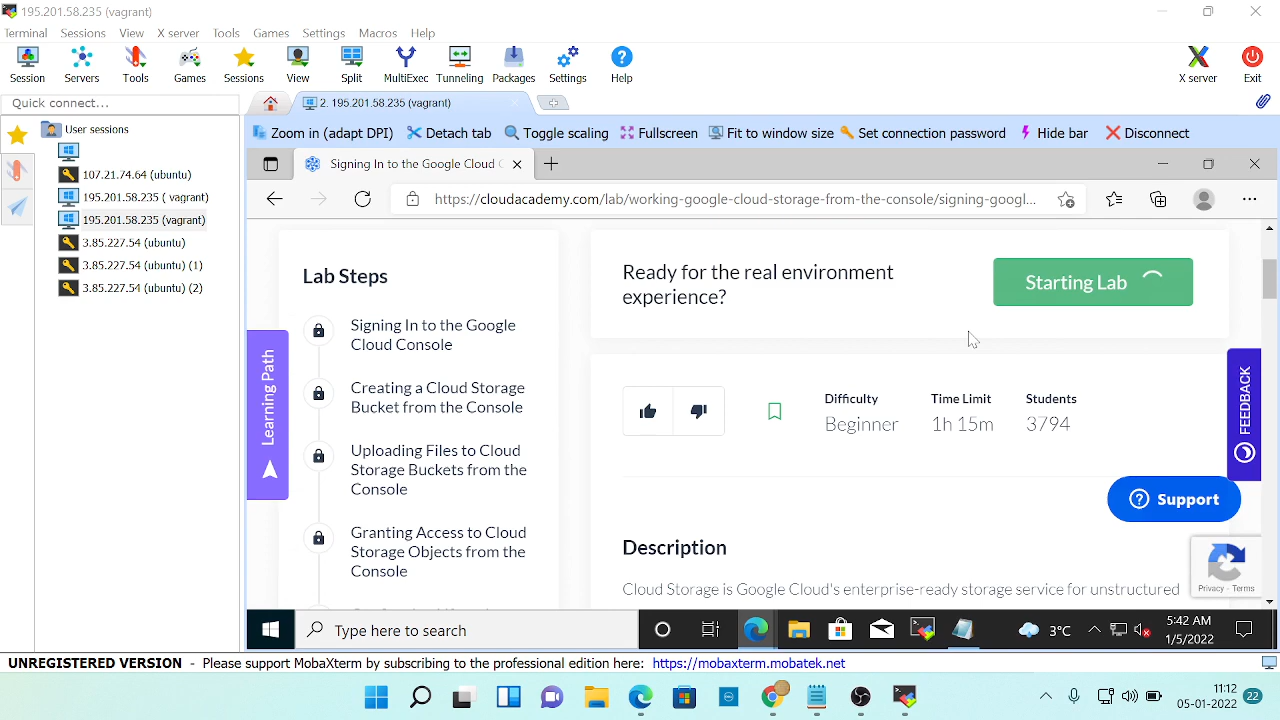 195.201.58.235 (vagrant)
Terminal Sessions View X server Tools Games Settings Macros Help
Session Servers Tools Games Sessions View Split MultiExec Tunneling Packages Settings Help X server Exit
Quick connect...
2. 195.201.58.235 (vagrant)
User sessions
107.21.74.64 (ubuntu)
195.201.58.235 ( vagrant)
195.201.58.235 (vagrant)
3.85.227.54 (ubuntu)
3.85.227.54 (ubuntu) (1)
3.85.227.54 (ubuntu) (2)
Zoom in (adapt DPI) Detach tab Toggle scaling Fullscreen Fit to window size Set connection password Hide bar Disconnect
Signing In to the Google Cloud
https://cloudacademy.com/lab/working-google-cloud-storage-from-the-console/signing-googl...
Learning Path
Lab Steps
Signing In to the Google
Cloud Console
Creating a Cloud Storage
Bucket from the Console
Uploading Files to Cloud
Storage Buckets from the
Console
Granting Access to Cloud
Storage Objects from the
Console
Ready for the real environment
experience?
Starting Lab
Difficulty Time Limit Students
Beginner 1h 15m 3794
FEEDBACK
Support
Description
Cloud Storage is Google Cloud's enterprise-ready storage service for unstructured
Privacy - Terms
Type here to search
3°C
5:42 AM
1/5/2022
UNREGISTERED VERSION - Please support MobaXterm by subscribing to the professional edition here: https://mobaxterm.mobatek.net
11:12
05-01-2022
22